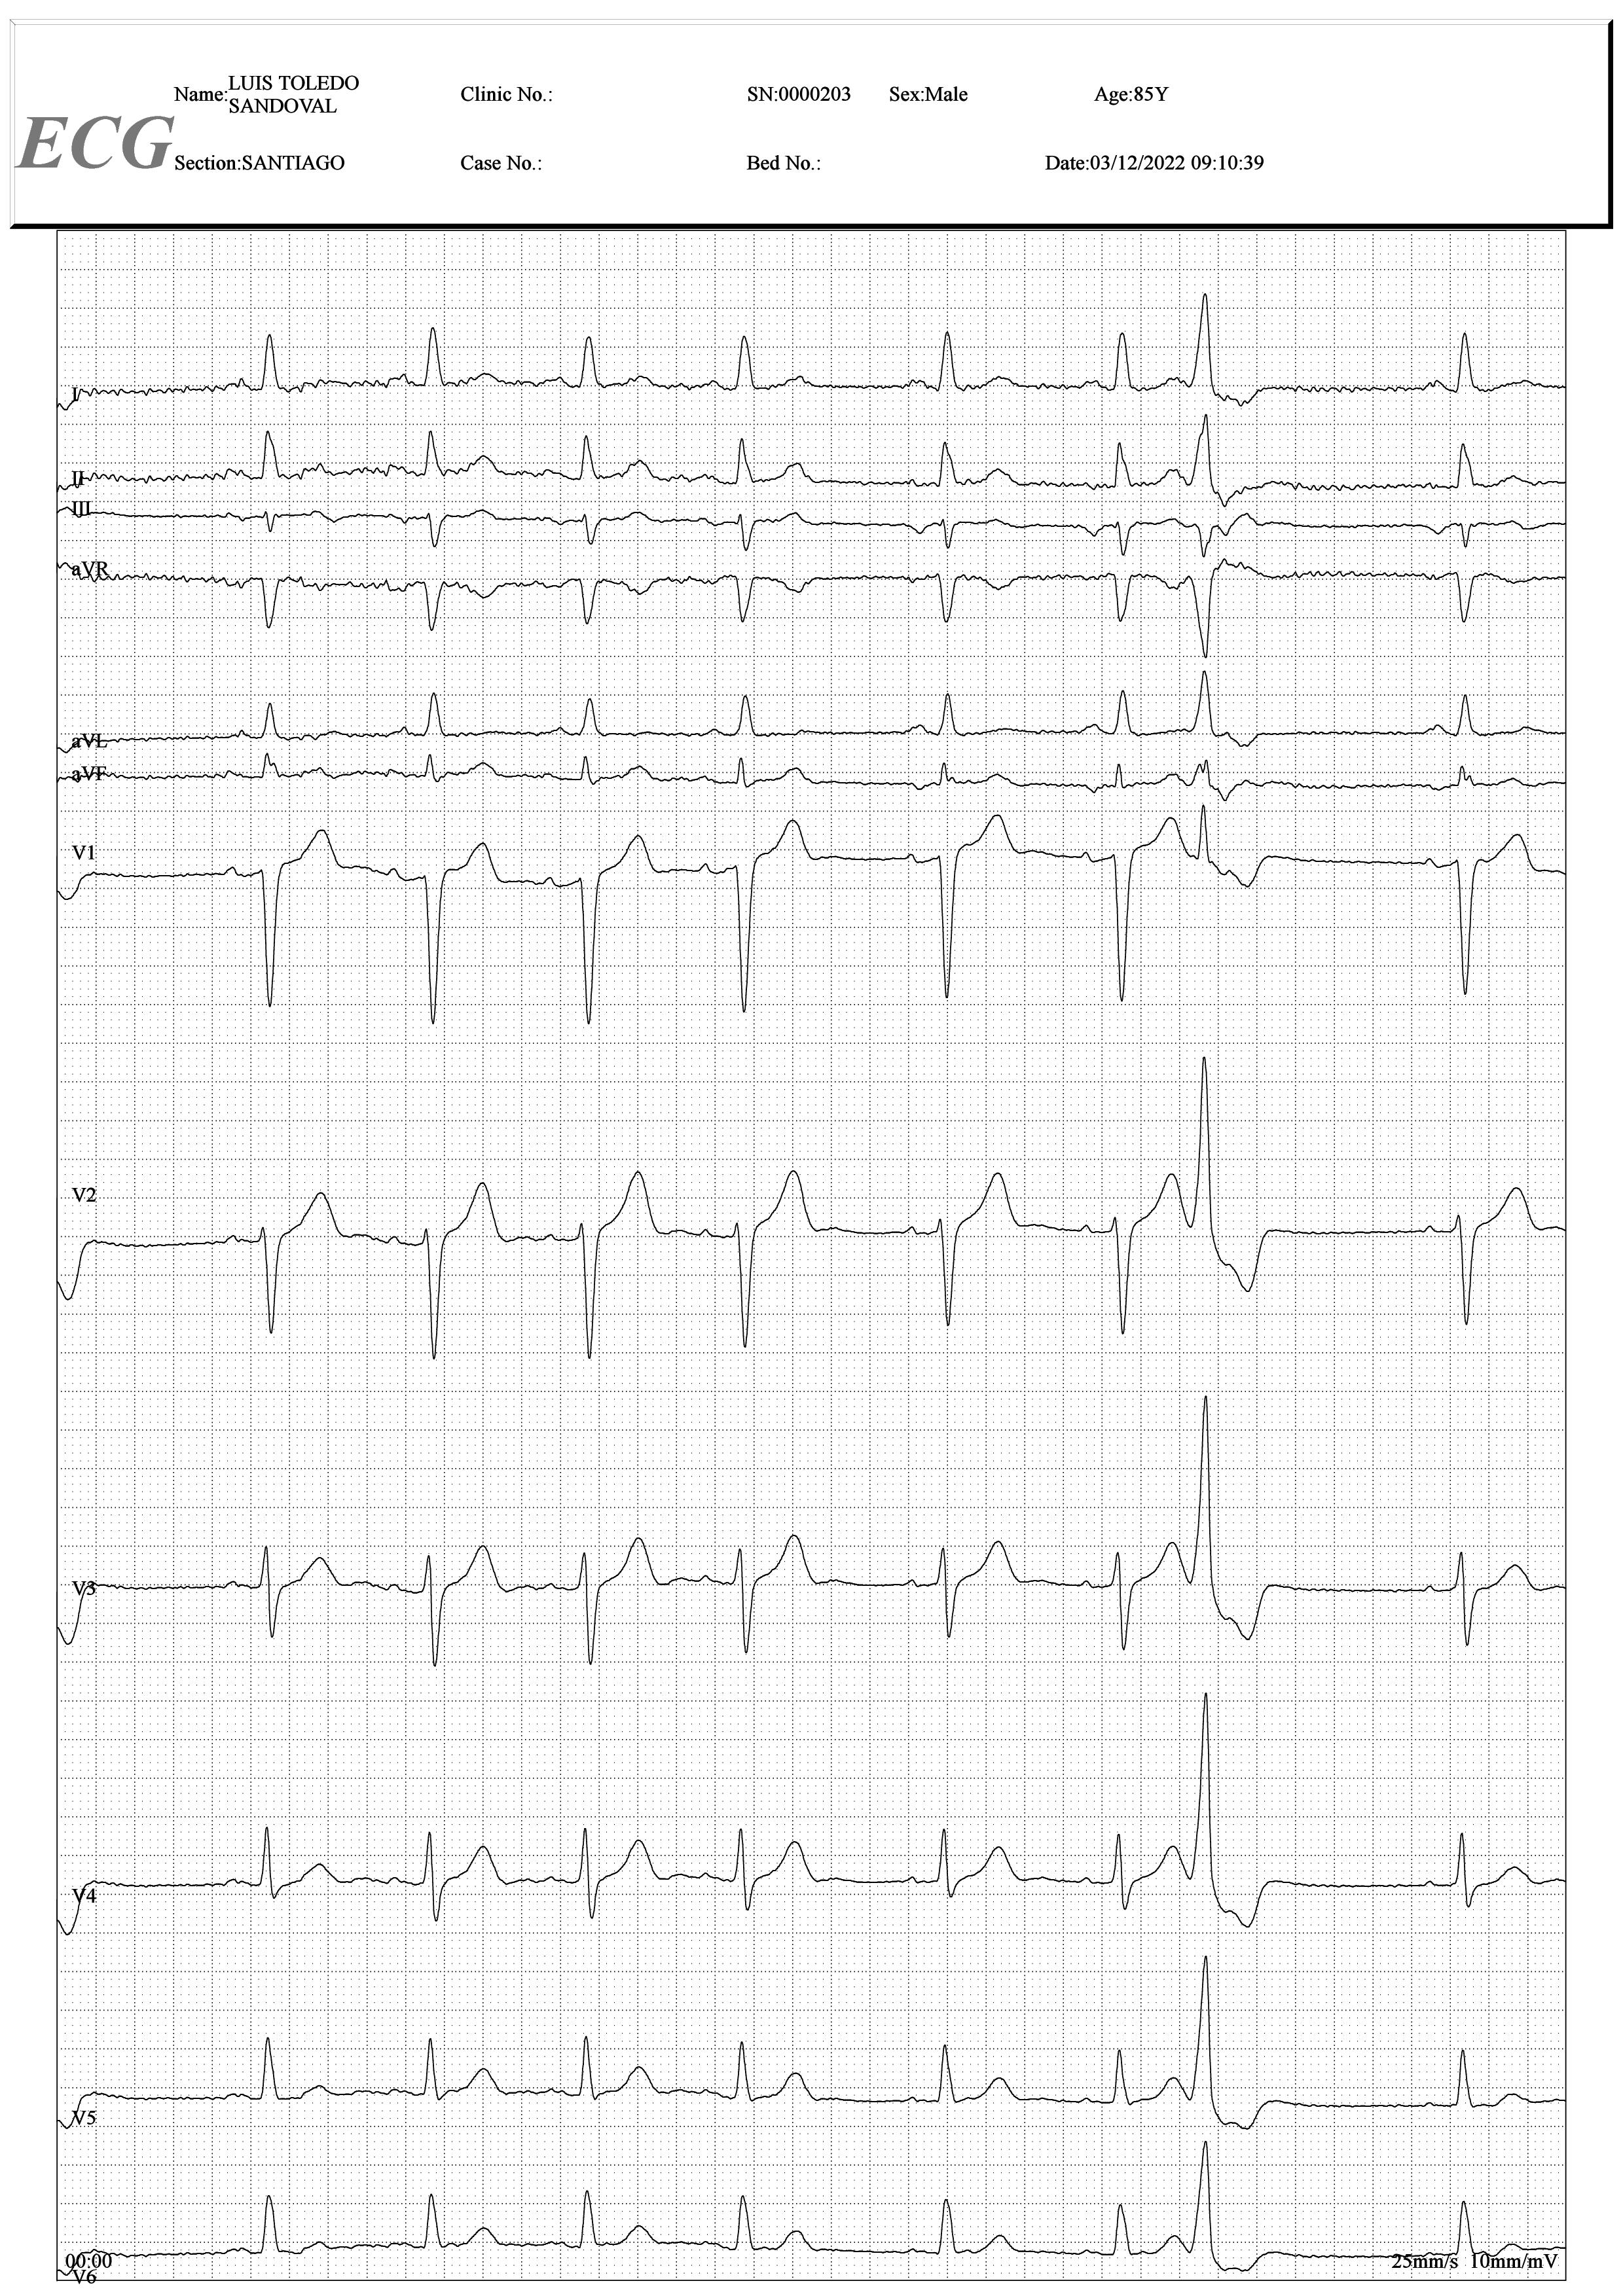 Name:LUIS TOLEDO SANDOVAL Clinic No.: SN:0000203 Sex:Male Age:85Y
ECG
Section:SANTIAGO Case No.: Bed No.: Date:03/12/2022 09:10:39
I
II
III
aVR
aVL
aVF
V1
V2
V3
V4
V5
00:00 25mm/s 10mm/mV
V6